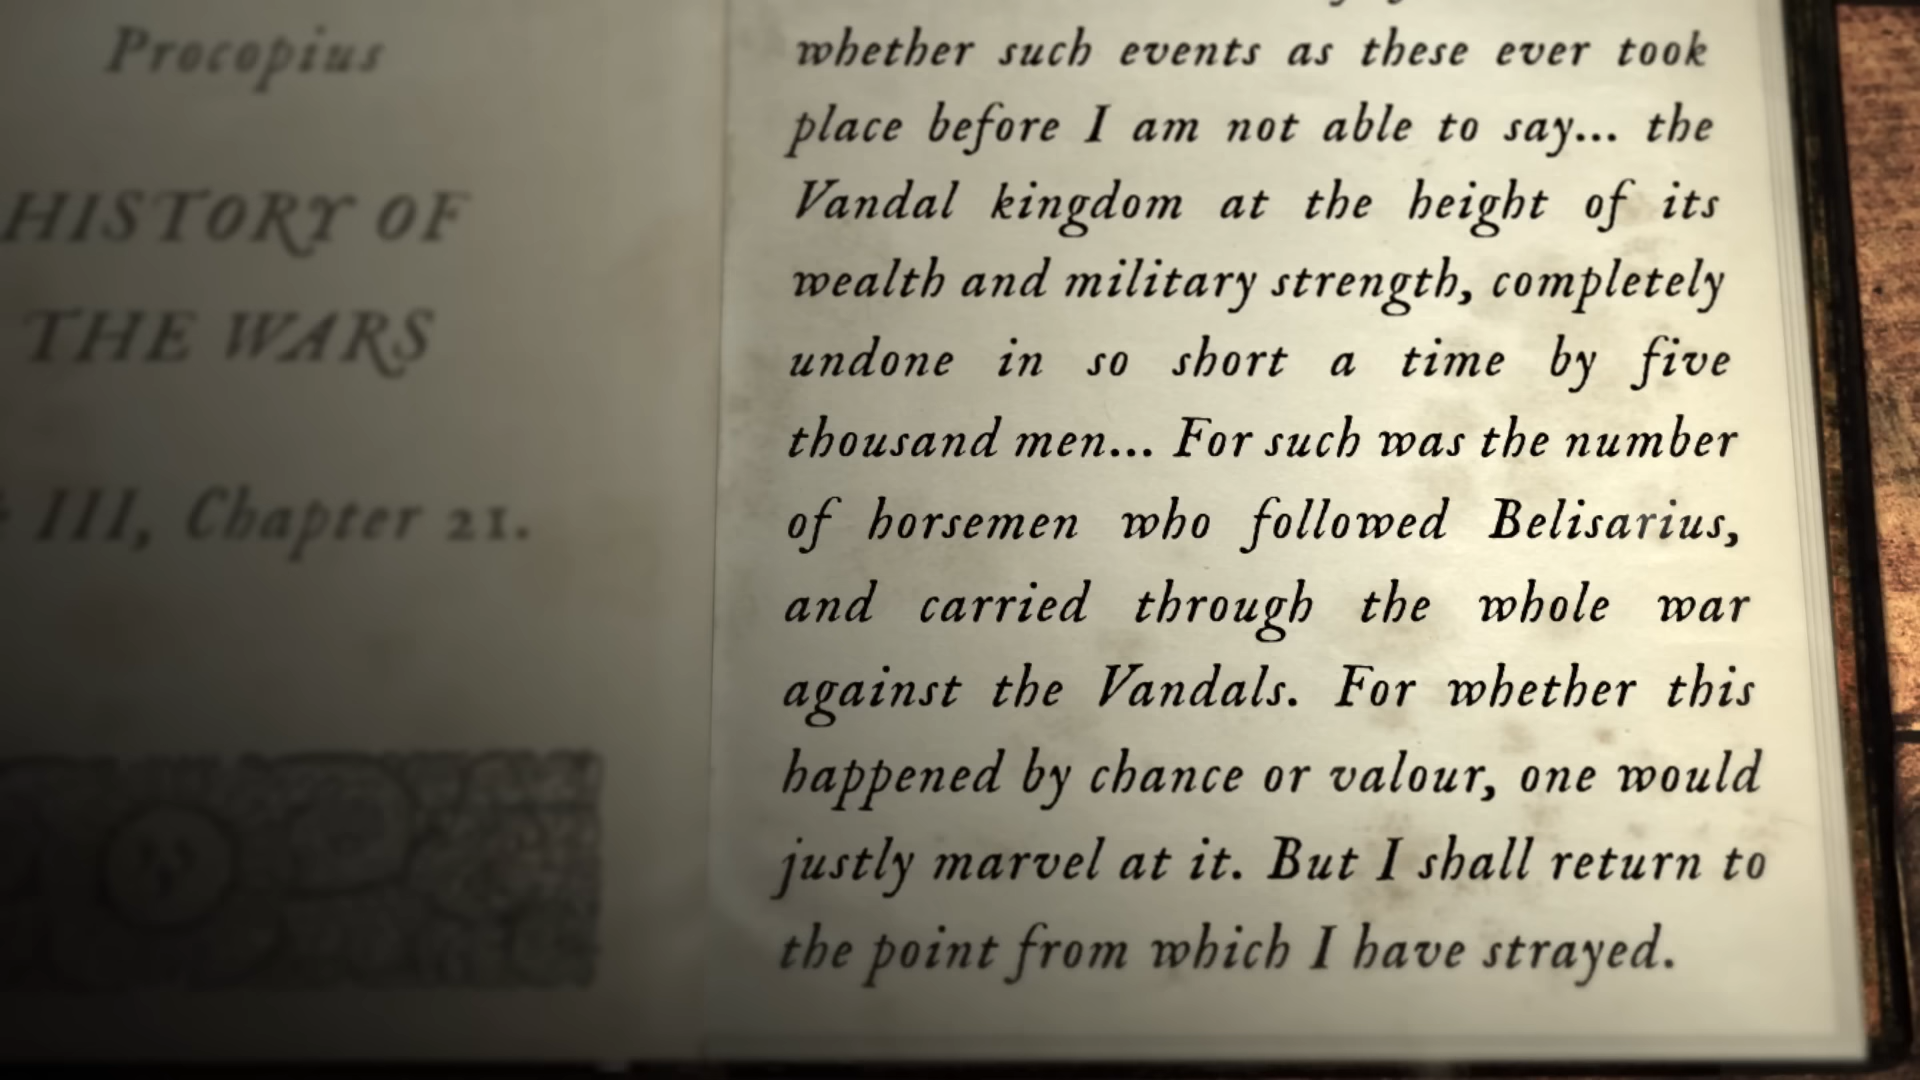 Procopius
HISTORY OF
THE WARS
III, Chapter 21.
whether such events as these ever took
place before I am not able to say... the
Vandal kingdom at the height of its
wealth and military strength, completely
undone in so short a time by five
thousand men... For such was the number
of horsemen who followed Belisarius,
and carried through the whole war
against the Vandals. For whether this
happened by chance or valour, one would
justly marvel at it. But I shall return to
the point from which I have strayed.